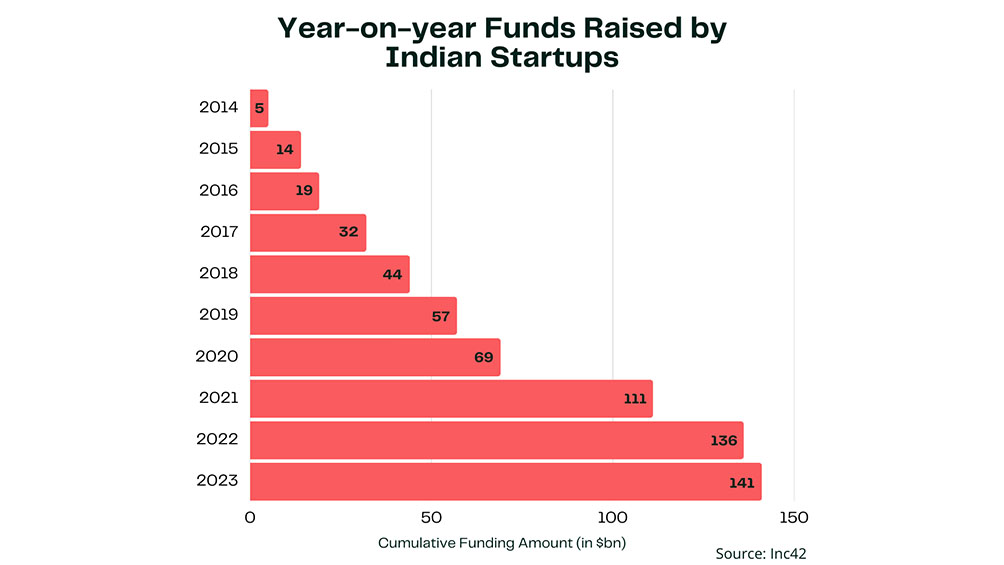 Year-on-year Funds Raised by
Indian Startups
2014 5
2015 14
2016 19
2017 32
2018 44
2019 57
2020 69
2021 111
2022 136
2023 141
0 50 100 150
Cumulative Funding Amount (in $bn)
Source: Inc42